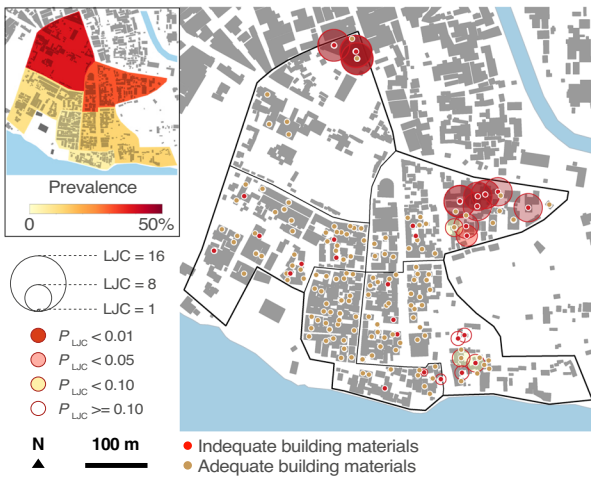 Prevalence
0 50%
LJC = 16
LJC = 8
LJC = 1
P LJC < 0.01
P LJC < 0.05
P LJC < 0.10
P LJC >= 0.10
N 100 m
Indequate building materials
Adequate building materials